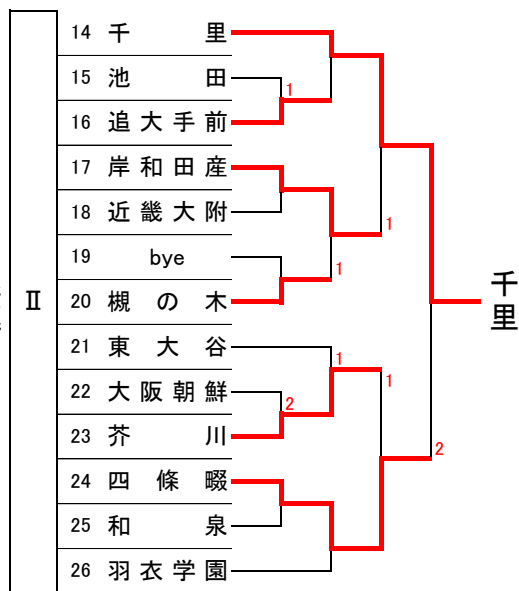 Ⅱ
14 千里
15 池田
16 追大手前
17 岸和田産
18 近畿大附
19 bye
20 槻の木
21 東大谷
22 大阪朝鮮
23 芥川
24 四條畷
25 和泉
26 羽衣学園
1
1
1
1
2
1
2
千里